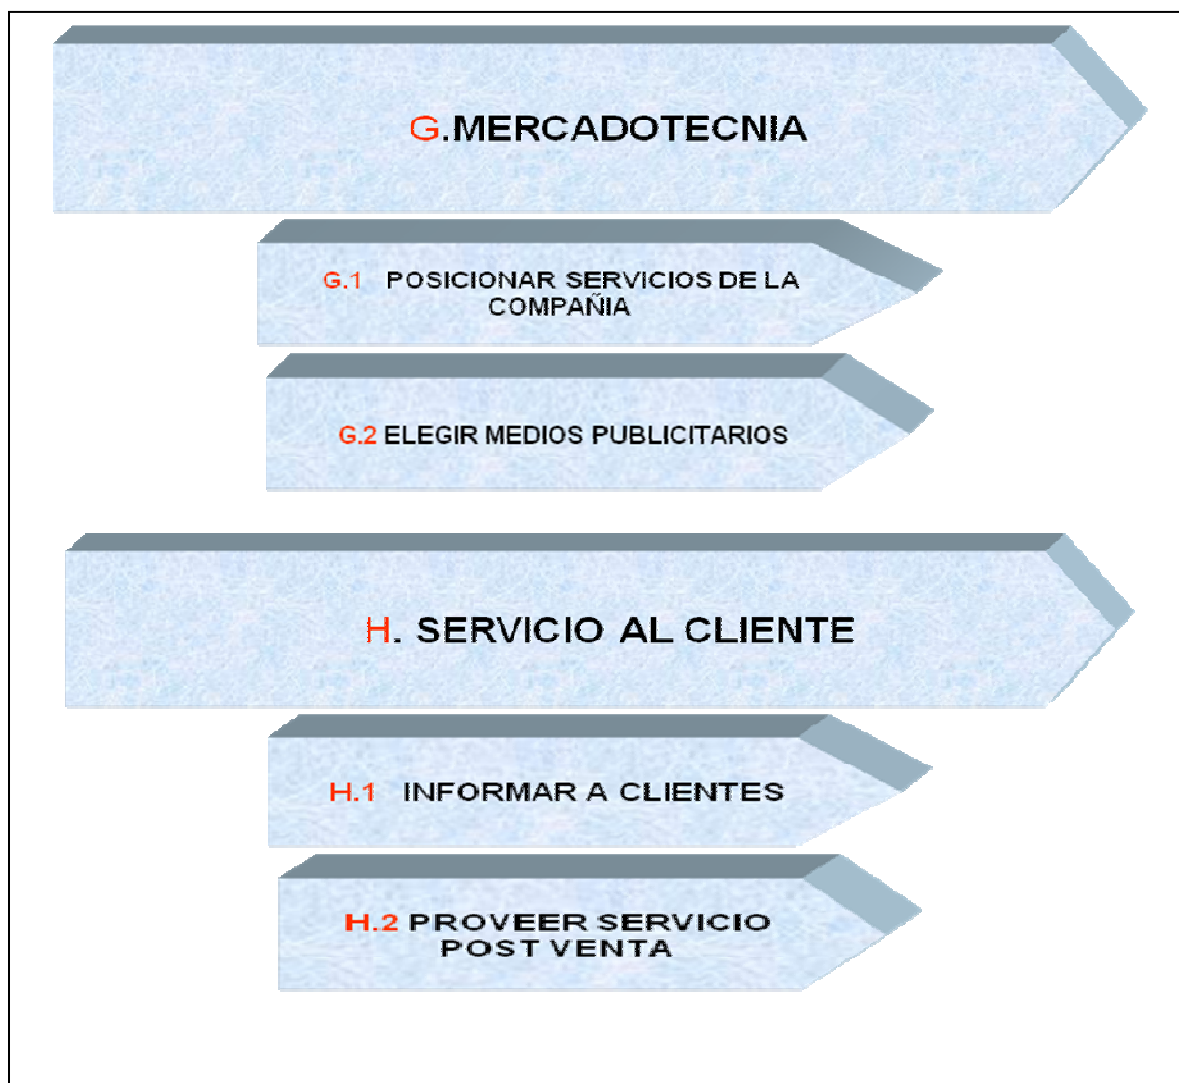 G.MERCADOTECNIA
G.1 POSICIONAR SERVICIOS DE LA
COMPAÑIA
G.2 ELEGIR MEDIOS PUBLICITARIOS
H. SERVICIO AL CLIENTE
H.1 INFORMAR A CLIENTES
H.2 PROVEER SERVICIO
POST VENTA